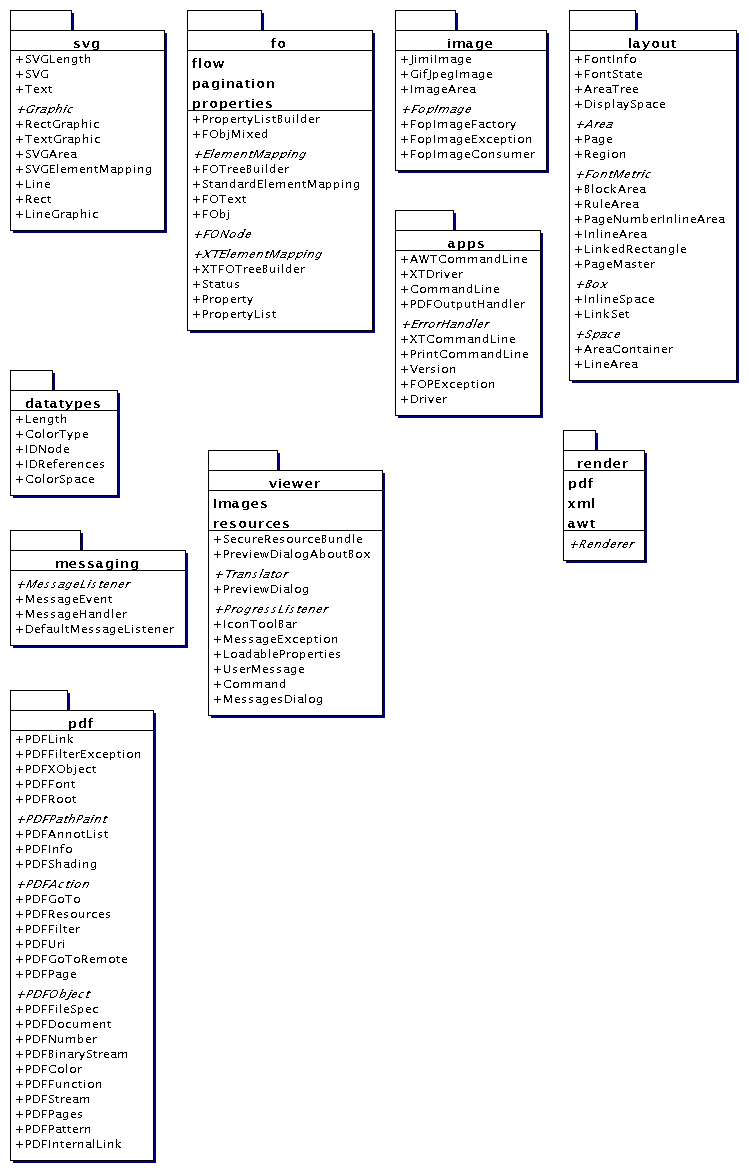 svg
+SVGLength
+SVG
+Text
+Graphic
+RectGraphic
+TextGraphic
+SVGArea
+SVGElementMapping
+Line
+Rect
+LineGraphic
fo
flow
pagination
properties
+PropertyListBuilder
+FObjMixed
+ElementMapping
+FOTreeBuilder
+StandardElementMapping
+FOText
+FObj
+FONode
+XTElementMapping
+XTFOTreeBuilder
+Status
+Property
+PropertyList
image
+JimiImage
+GifJpegImage
+ImageArea
+FopImage
+FopImageFactory
+FopImageException
+FopImageConsumer
layout
+FontInfo
+FontState
+AreaTree
+DisplaySpace
+Area
+Page
+Region
+FontMetric
+BlockArea
+RuleArea
+PageNumberInlineArea
+InlineArea
+LinkedRectangle
+PageMaster
+Box
+InlineSpace
+LinkSet
+Space
+AreaContainer
+LineArea
apps
+AWTCommandLine
+XTDriver
+CommandLine
+PDFOutputHandler
+ErrorHandler
+XTCommandLine
+PrintCommandLine
+Version
+FOPException
+Driver
datatypes
+Length
+ColorType
+IDNode
+IDReferences
+ColorSpace
viewer
Images
resources
+SecureResourceBundle
+PreviewDialogAboutBox
+Translator
+PreviewDialog
+ProgressListener
+IconToolBar
+MessageException
+LoadableProperties
+UserMessage
+Command
+MessagesDialog
render
pdf
xml
awt
+Renderer
messaging
+MessageListener
+MessageEvent
+MessageHandler
+DefaultMessageListener
pdf
+PDFLink
+PDFFilterException
+PDFXObject
+PDFFont
+PDFRoot
+PDFPathPaint
+PDFAnnotList
+PDFInfo
+PDFShading
+PDFAction
+PDFGoTo
+PDFResources
+PDFFilter
+PDFUri
+PDFGoToRemote
+PDFPage
+PDFObject
+PDFFileSpec
+PDFDocument
+PDFNumber
+PDFBinaryStream
+PDFColor
+PDFFunction
+PDFStream
+PDFPages
+PDFPattern
+PDFInternalLink